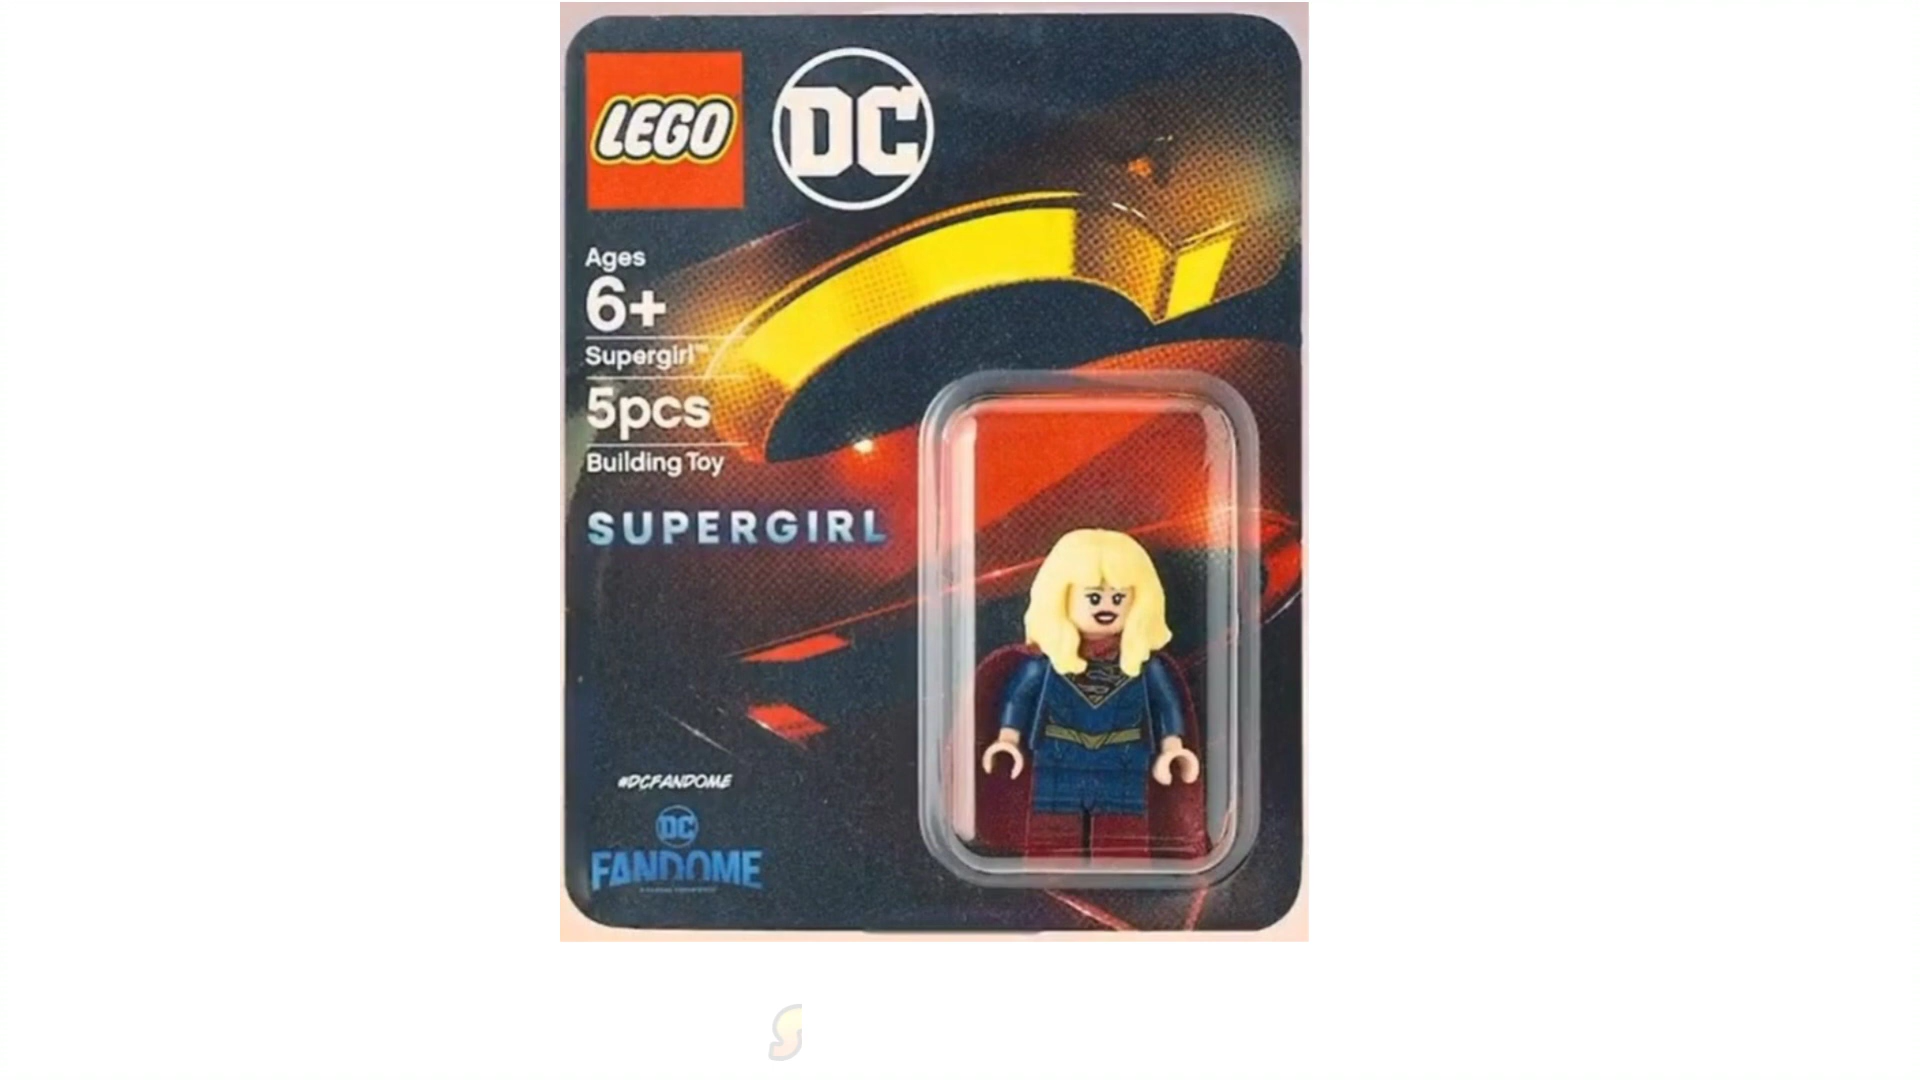 LEGO
DC
Ages
6+
Supergirl™
5pcs
Building Toy
SUPERGIRL
#DCFANDOME
DC
FANDOME
S